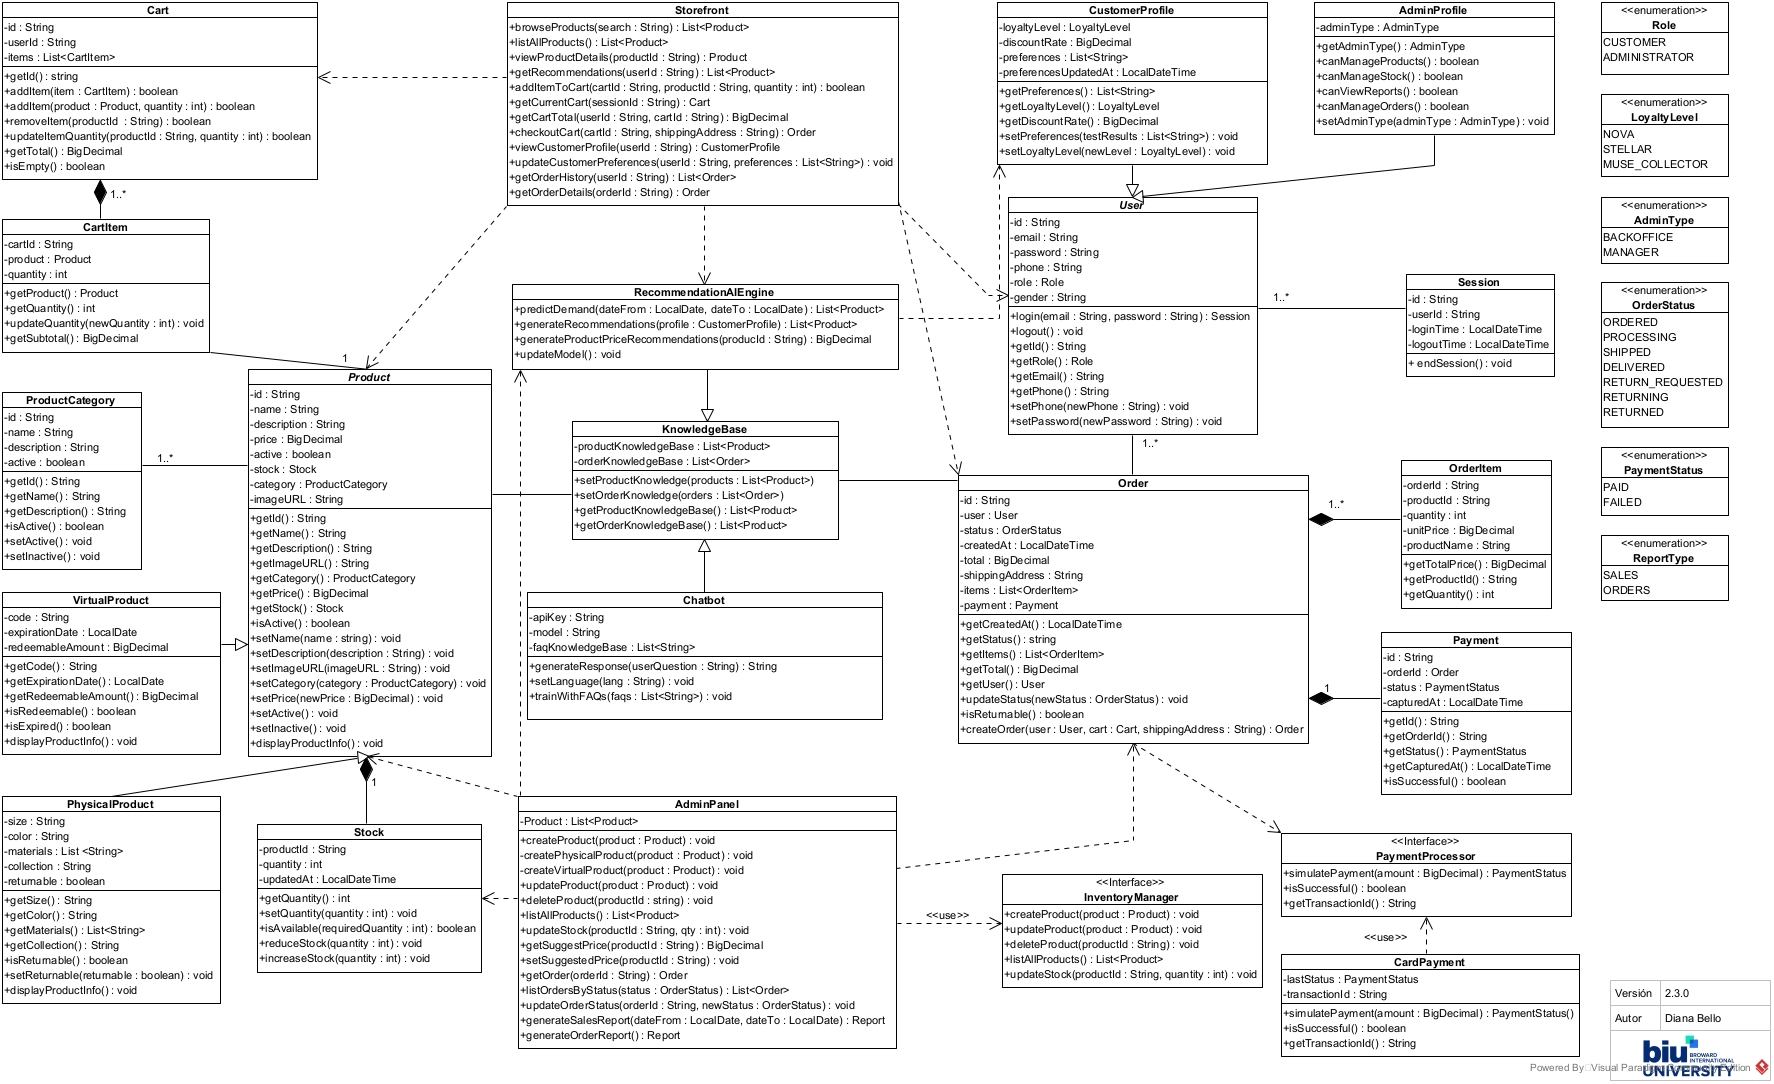 Cart
-id : String
-userId : String
-items : List<CartItem>
+getId() : string
+addItem(item : CartItem) : boolean
+addItem(product : Product, quantity : int) : boolean
+removeItem(productId : String) : boolean
+updateItemQuantity(productId : String, quantity : int) : boolean
+getTotal() : BigDecimal
+isEmpty() : boolean
1..*
CartItem
-cartId : String
-product : Product
-quantity : int
+getProduct() : Product
+getQuantity() : int
+updateQuantity(newQuantity : int) : void
+getSubtotal() : BigDecimal
1
Storefront
+browseProducts(search : String) : List<Product>
+listAllProducts() : List<Product>
+viewProductDetails(productId : String) : Product
+getRecommendations(userId : String) : List<Product>
+addItemToCart(cartId : String, productId : String, quantity : int) : boolean
+getCurrentCart(sessionId : String) : Cart
+getCartTotal(userId : String, cartId : String) : BigDecimal
+checkoutCart(cartId : String, shippingAddress : String) : Order
+viewCustomerProfile(userId : String) : CustomerProfile
+updateCustomerPreferences(userId : String, preferences : List<String>) : void
+getOrderHistory(userId : String) : List<Order>
+getOrderDetails(orderId : String) : Order
CustomerProfile
-loyaltyLevel : LoyaltyLevel
-discountRate : BigDecimal
-preferences : List<String>
-preferencesUpdatedAt : LocalDateTime
+getPreferences() : List<String>
+getLoyaltyLevel() : LoyaltyLevel
+getDiscountRate() : BigDecimal
+setPreferences(testResults : List<String>) : void
+setLoyaltyLevel(newLevel : LoyaltyLevel) : void
AdminProfile
-adminType : AdminType
+getAdminType() : AdminType
+canManageProducts() : boolean
+canManageStock() : boolean
+canViewReports() : boolean
+canManageOrders() : boolean
+setAdminType(adminType : AdminType) : void
<<enumeration>>
Role
CUSTOMER
ADMINISTRATOR
<<enumeration>>
LoyaltyLevel
NOVA
STELLAR
MUSE_COLLECTOR
<<enumeration>>
AdminType
BACKOFFICE
MANAGER
<<enumeration>>
OrderStatus
ORDERED
PROCESSING
SHIPPED
DELIVERED
RETURN_REQUESTED
RETURNING
RETURNED
<<enumeration>>
PaymentStatus
PAID
FAILED
<<enumeration>>
ReportType
SALES
ORDERS
User
-id : String
-email : String
-password : String
-phone : String
-role : Role
-gender : String
+login(email : String, password : String) : Session
+logout() : void
+getId() : String
+getRole() : Role
+getEmail() : String
+getPhone() : String
+setPhone(newPhone : String) : void
+setPassword(newPassword : String) : void
1..*
1..*
Session
-id : String
-userId : String
-loginTime : LocalDateTime
-logoutTime : LocalDateTime
+ endSession() : void
RecommendationAIEngine
+predictDemand(dateFrom : LocalDate, dateTo : LocalDate) : List<Product>
+generateRecommendations(profile : CustomerProfile) : List<Product>
+generateProductPriceRecommendations(producId : String) : BigDecimal
+updateModel() : void
KnowledgeBase
-productKnowledgeBase : List<Product>
-orderKnowledgeBase : List<Order>
+setProductKnowledge(products : List<Product>)
+setOrderKnowledge(orders : List<Order>)
+getProductKnowledgeBase() : List<Product>
+getOrderKnowledgeBase() : List<Product>
Chatbot
-apiKey : String
-model : String
-faqKnowledgeBase : List<String>
+generateResponse(userQuestion : String) : String
+setLanguage(lang : String) : void
+trainWithFAQs(faqs : List<String>) : void
ProductCategory
-id : String
-name : String
-description : String
-active : boolean
+getId() : String
+getName() : String
+getDescription() : String
+isActive() : boolean
+setActive() : void
+setInactive() : void
1..*
Product
-id : String
-name : String
-description : String
-price : BigDecimal
-active : boolean
-stock : Stock
-category : ProductCategory
-imageURL : String
+getId() : String
+getName() : String
+getDescription() : String
+getImageURL() : String
+getCategory() : ProductCategory
+getPrice() : BigDecimal
+getStock() : Stock
+isActive() : boolean
+setName(name : string) : void
+setDescription(description : String) : void
+setImageURL(imageURL : String) : void
+setCategory(category : ProductCategory) : void
+setPrice(newPrice : BigDecimal) : void
+setActive() : void
+setInactive() : void
+displayProductInfo() : void
1
VirtualProduct
-code : String
-expirationDate : LocalDate
-redeemableAmount : BigDecimal
+getCode() : String
+getExpirationDate() : LocalDate
+getRedeemableAmount() : BigDecimal
+isRedeemable() : boolean
+isExpired() : boolean
+displayProductInfo() : void
PhysicalProduct
-size : String
-color : String
-materials : List <String>
-collection : String
-returnable : boolean
+getSize() : String
+getColor() : String
+getMaterials() : List<String>
+getCollection() : String
+isReturnable() : boolean
+setReturnable(returnable : boolean) : void
+displayProductInfo() : void
Stock
-productId : String
-quantity : int
-updatedAt : LocalDateTime
+getQuantity() : int
+setQuantity(quantity : int) : void
+isAvailable(requiredQuantity : int) : boolean
+reduceStock(quantity : int) : void
+increaseStock(quantity : int) : void
AdminPanel
-Product : List<Product>
+createProduct(product : Product) : void
-createPhysicalProduct(product : Product) : void
-createVirtualProduct(product : Product) : void
+updateProduct(product : Product) : void
+deleteProduct(productId : string) : void
+listAllProducts() : List<Product>
+updateStock(productId : String, qty : int) : void
+getSuggestPrice(productId : String) : BigDecimal
+setSuggestedPrice(productId : String) : void
+getOrder(orderId : String) : Order
+listOrdersByStatus(status : OrderStatus) : List<Order>
+updateOrderStatus(orderId : String, newStatus : OrderStatus) : void
+generateSalesReport(dateFrom : LocalDate, dateTo : LocalDate) : Report
+generateOrderReport() : Report
Order
-id : String
-user : User
-status : OrderStatus
-createdAt : LocalDateTime
-total : BigDecimal
-shippingAddress : String
-items : List<OrderItem>
-payment : Payment
+getCreatedAt() : LocalDateTime
+getStatus() : string
+getItems() : List<OrderItem>
+getTotal() : BigDecimal
+getUser() : User
+updateStatus(newStatus : OrderStatus) : void
+isReturnable() : boolean
+createOrder(user : User, cart : Cart, shippingAddress : String) : Order
1..*
1
OrderItem
-orderId : String
-productId : String
-quantity : int
-unitPrice : BigDecimal
-productName : String
+getTotalPrice() : BigDecimal
+getProductId() : String
+getQuantity() : int
Payment
-id : String
-orderId : Order
-status : PaymentStatus
-capturedAt : LocalDateTime
+getId() : String
+getOrderId() : String
+getStatus() : PaymentStatus
+getCapturedAt() : LocalDateTime
+isSuccessful() : boolean
<<Interface>>
PaymentProcessor
+simulatePayment(amount : BigDecimal) : PaymentStatus
+isSuccessful() : boolean
+getTransactionId() : String
<<use>>
<<Interface>>
InventoryManager
+createProduct(product : Product) : void
+updateProduct(product : Product) : void
+deleteProduct(productId : String) : void
+listAllProducts() : List<Product>
+updateStock(productId : String, quantity : int) : void
<<use>>
CardPayment
-lastStatus : PaymentStatus
-transactionId : String
+simulatePayment(amount : BigDecimal) : PaymentStatus()
+isSuccessful() : boolean
+getTransactionId() : String
Versión 2.3.0
Autor Diana Bello
biu BROWARD INTERNATIONAL
UNIVERSITY
Powered By Visual Edition